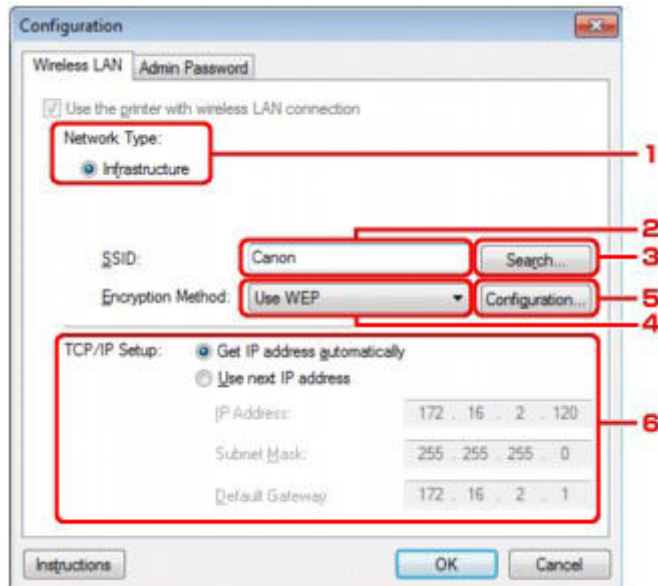 Configuration
Wireless LAN Admin Password
Use the printer with wireless LAN connection
Network Type:
1
Infrastructure
2
SSID: Canon Search... 3
Encryption Method: Use WEP Configuration... 5
4
TCP/IP Setup: Get IP address automatically
Use next IP address
IP Address: 172 . 16 . 2 . 120
6
Subnet Mask: 255 . 255 . 255 . 0
Default Gateway: 172 . 16 . 2 . 1
Instructions OK Cancel